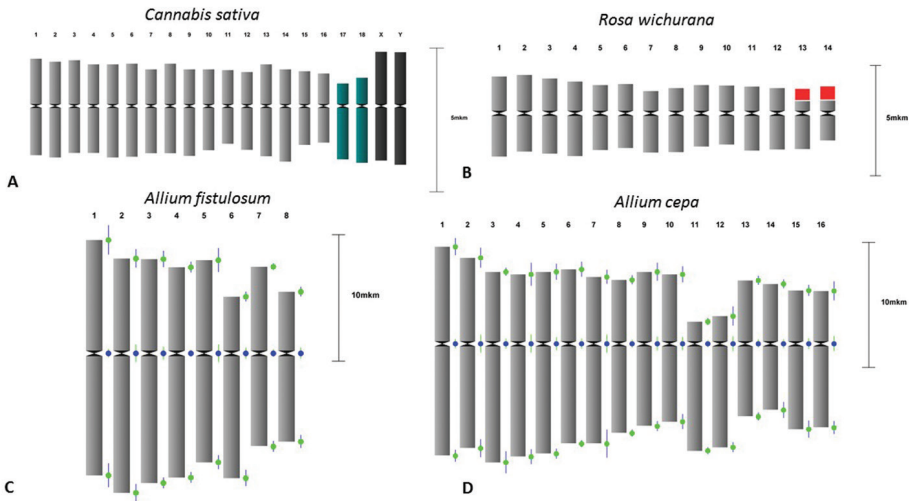 Cannabis sativa
1 2 3 4 5 6 7 8 9 10 11 12 13 14 15 16 17 18 X Y
5mkm
A
Rosa wichurana
1 2 3 4 5 6 7 8 9 10 11 12 13 14
5mkm
B
Allium fistulosum
1 2 3 4 5 6 7 8
10mkm
C
Allium cepa
1 2 3 4 5 6 7 8 9 10 11 12 13 14 15 16
10mkm
D